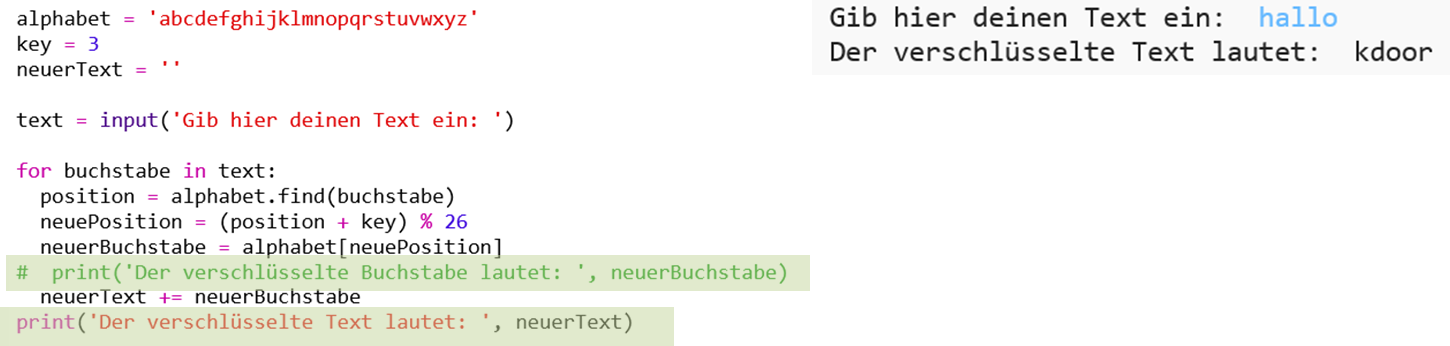 alphabet = 'abcdefghijklmnopqrstuvwxyz'
key = 3
neuerText = ''
text = input('Gib hier deinen Text ein: ')
for buchstabe in text:
  position = alphabet.find(buchstabe)
  neuePosition = (position + key) % 26
  neuerBuchstabe = alphabet[neuePosition]
#  print('Der verschlüsselte Buchstabe lautet: ', neuerBuchstabe)
  neuerText += neuerBuchstabe
print('Der verschlüsselte Text lautet: ', neuerText)
Gib hier deinen Text ein:  hallo
Der verschlüsselte Text lautet:  kdoor